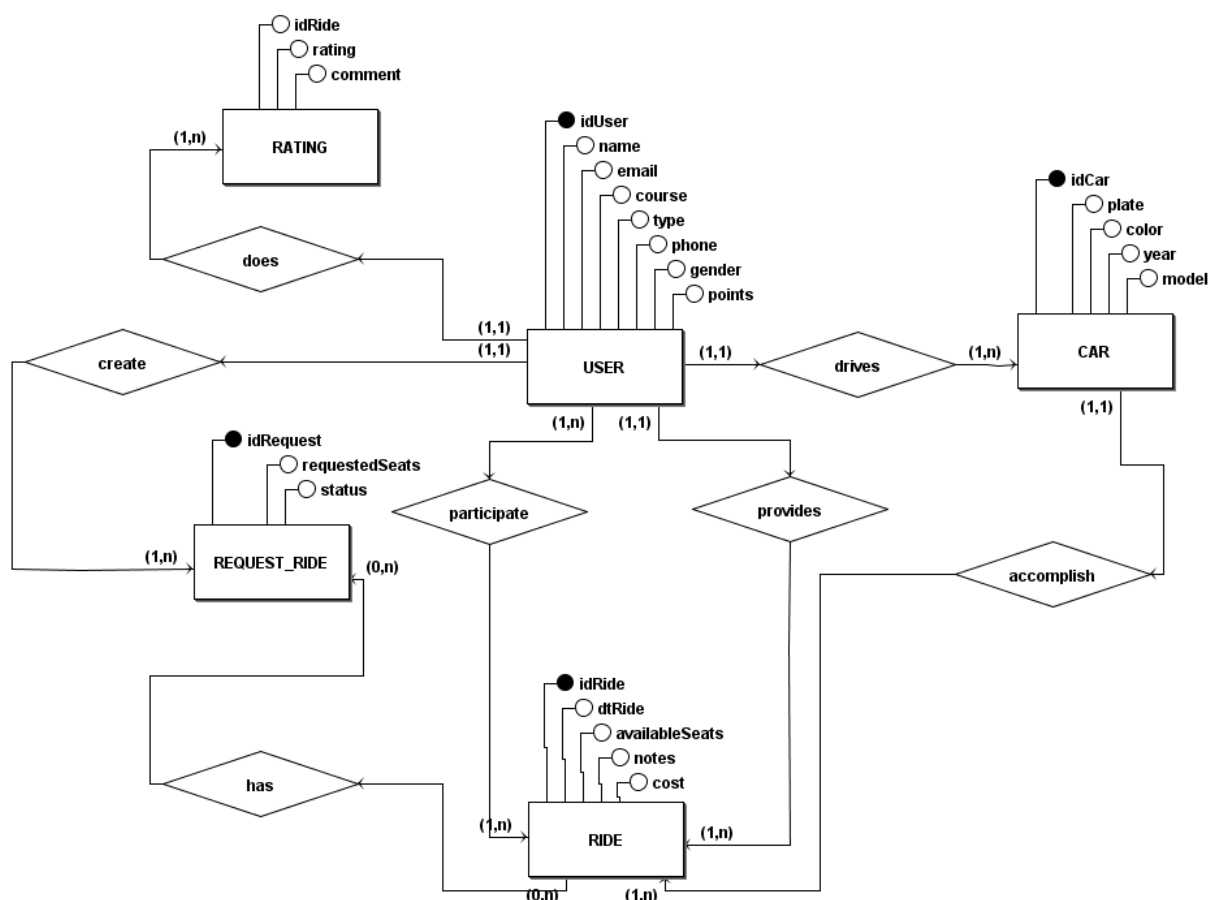 idRide
rating
comment
(1,n)
RATING
does
idUser
name
email
course
type
phone
gender
points
(1,1)
(1,1)
USER
(1,1)
(1,n)
(1,1)
create
drives
idCar
plate
color
year
model
(1,n)
CAR
(1,1)
idRequest
requestedSeats
status
(1,n)
REQUEST_RIDE
(0,n)
participate
provides
accomplish
has
idRide
dtRide
availableSeats
notes
cost
(1,n)
RIDE
(1,n)
(0,n)
(1,n)